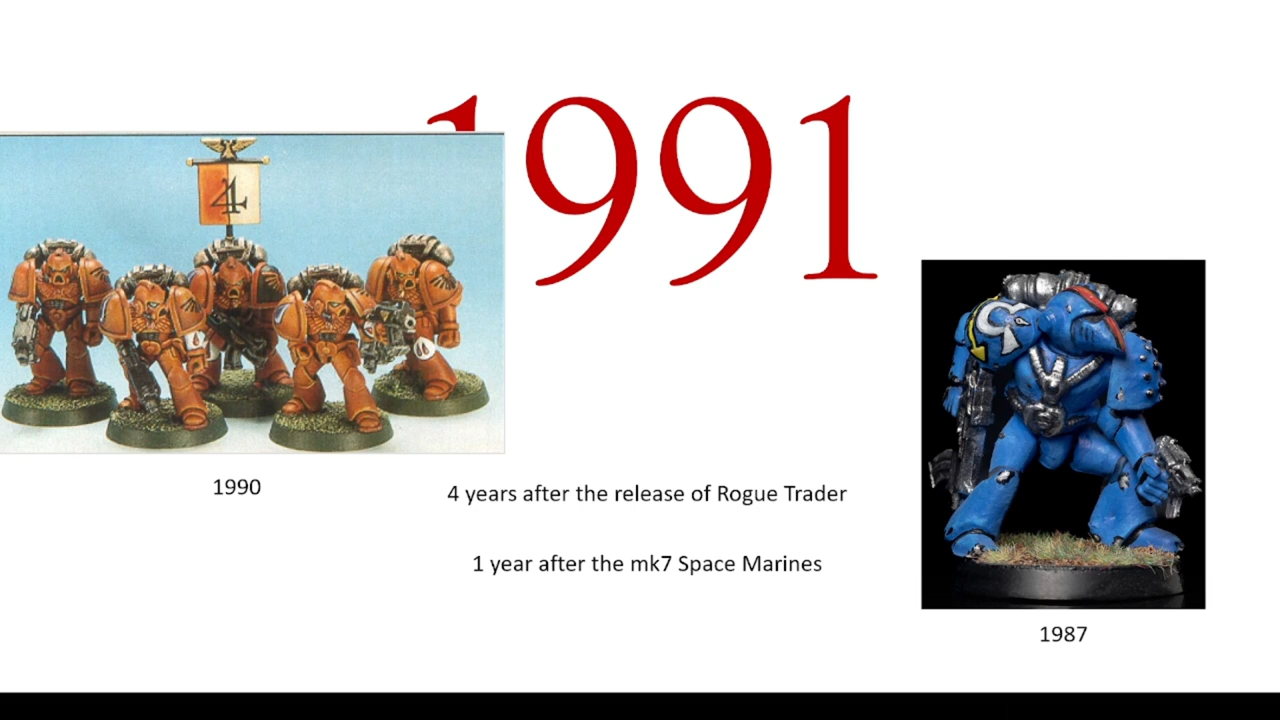 1991
4
1990
4 years after the release of Rogue Trader
1 year after the mk7 Space Marines
1987